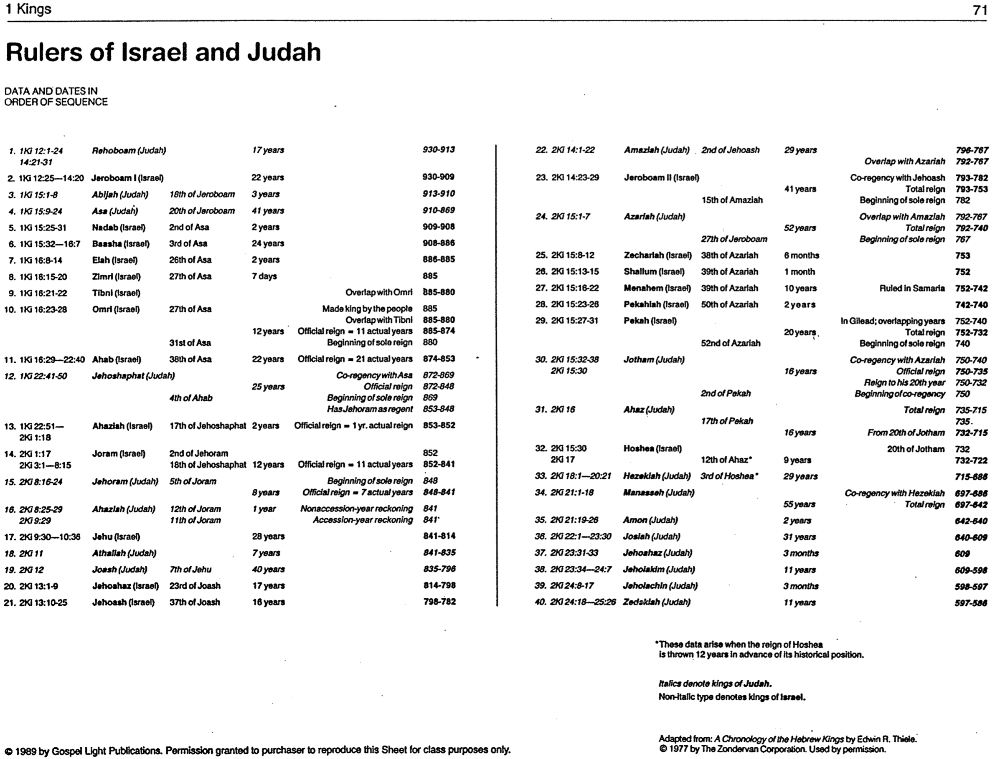 1 Kings 71
Rulers of Israel and Judah
DATA AND DATES IN
ORDER OF SEQUENCE
1. 1Ki 12:1-24 Rehoboam (Judah) 17 years 930-913
14:21-31
2. 1Ki 12:25—14:20 Jeroboam I (Israel) 22 years 930-909
3. 1Ki 15:1-8 Abijah (Judah) 18th of Jeroboam 3 years 913-910
4. 1Ki 15:9-24 Asa (Judah) 20th of Jeroboam 41 years 910-869
5. 1Ki 15:25-31 Nadab (Israel) 2nd of Asa 2 years 909-908
6. 1Ki 15:32—16:7 Baasha (Israel) 3rd of Asa 24 years 908-886
7. 1Ki 16:8-14 Elah (Israel) 26th of Asa 2 years 886-885
8. 1Ki 16:15-20 Zimri (Israel) 27th of Asa 7 days 885
9. 1Ki 16:21-22 Tibni (Israel) Overlap with Omri 885-880
10. 1Ki 16:23-28 Omri (Israel) 27th of Asa Made king by the people 885
Overlap with Tibni 885-880
12 years Official reign = 11 actual years 885-874
31st of Asa Beginning of sole reign 880
11. 1Ki 16:29—22:40 Ahab (Israel) 38th of Asa 22 years Official reign = 21 actual years 874-853
12. 1Ki 22:41-50 Jehoshaphat (Judah) Co-regency with Asa 872-869
25 years Official reign 872-848
4th of Ahab Beginning of sole reign 869
Has Jehoram as regent 853-848
13. 1Ki 22:51— Ahaziah (Israel) 17th of Jehoshaphat 2 years Official reign = 1 yr. actual reign 853-852
2Ki 1:18
14. 2Ki 1:17 Joram (Israel) 2nd of Jehoram 852
2Ki 3:1—8:15 18th of Jehoshaphat 12 years Official reign = 11 actual years 852-841
15. 2Ki 8:16-24 Jehoram (Judah) 5th of Joram Beginning of sole reign 848
8 years Official reign = 7 actual years 848-841
16. 2Ki 8:25-29 Ahaziah (Judah) 12th of Joram 1 year Nonaccession-year reckoning 841
2Ki 9:29 11th of Joram Accession-year reckoning 841
17. 2Ki 9:30—10:36 Jehu (Israel) 28 years 841-814
18. 2Ki 11 Athaliah (Judah) 7 years 841-835
19. 2Ki 12 Joash (Judah) 7th of Jehu 40 years 835-796
20. 2Ki 13:1-9 Jehoahaz (Israel) 23rd of Joash 17 years 814-798
21. 2Ki 13:10-25 Jehoash (Israel) 37th of Joash 16 years 798-782
22. 2Ki 14:1-22 Amaziah (Judah) 2nd of Jehoash 29 years 796-767
Overlap with Azariah 792-767
23. 2Ki 14:23-29 Jeroboam II (Israel) Co-regency with Jehoash 793-782
41 years Total reign 793-753
15th of Amaziah Beginning of sole reign 782
24. 2Ki 15:1-7 Azariah (Judah) Overlap with Amaziah 792-767
52 years Total reign 792-740
27th of Jeroboam Beginning of sole reign 767
25. 2Ki 15:8-12 Zechariah (Israel) 38th of Azariah 6 months 753
26. 2Ki 15:13-15 Shallum (Israel) 39th of Azariah 1 month 752
27. 2Ki 15:16-22 Menahem (Israel) 39th of Azariah 10 years Ruled in Samaria 752-742
28. 2Ki 15:23-26 Pekahiah (Israel) 50th of Azariah 2 years 742-740
29. 2Ki 15:27-31 Pekah (Israel) In Gilead; overlapping years 752-740
20 years Total reign 752-732
52nd of Azariah Beginning of sole reign 740
30. 2Ki 15:32-38 Jotham (Judah) Co-regency with Azariah 750-740
2Ki 15:30 16 years Official reign 750-735
Reign to his 20th year 750-732
2nd of Pekah Beginning of co-regency 750
31. 2Ki 16 Ahaz (Judah) Total reign 735-715
17th of Pekah 735
16 years From 20th of Jotham 732-715
32. 2Ki 15:30 Hoshea (Israel) 20th of Jotham 732
2Ki 17 12th of Ahaz* 9 years 732-722
33. 2Ki 18:1—20:21 Hezekiah (Judah) 3rd of Hoshea* 29 years 715-686
34. 2Ki 21:1-18 Manasseh (Judah) Co-regency with Hezekiah 697-686
55 years Total reign 697-642
35. 2Ki 21:19-26 Amon (Judah) 2 years 642-640
36. 2Ki 22:1—23:30 Josiah (Judah) 31 years 640-609
37. 2Ki 23:31-33 Jehoahaz (Judah) 3 months 609
38. 2Ki 23:34—24:7 Jehoiakim (Judah) 11 years 609-598
39. 2Ki 24:8-17 Jehoiachin (Judah) 3 months 598-597
40. 2Ki 24:18—25:26 Zedekiah (Judah) 11 years 597-586
*These data arise when the reign of Hoshea
is thrown 12 years in advance of its historical position.
Italics denote kings of Judah.
Non-italic type denotes kings of Israel.
Adapted from: A Chronology of the Hebrew Kings by Edwin R. Thiele.
© 1977 by The Zondervan Corporation. Used by permission.
© 1989 by Gospel Light Publications. Permission granted to purchaser to reproduce this Sheet for class purposes only.